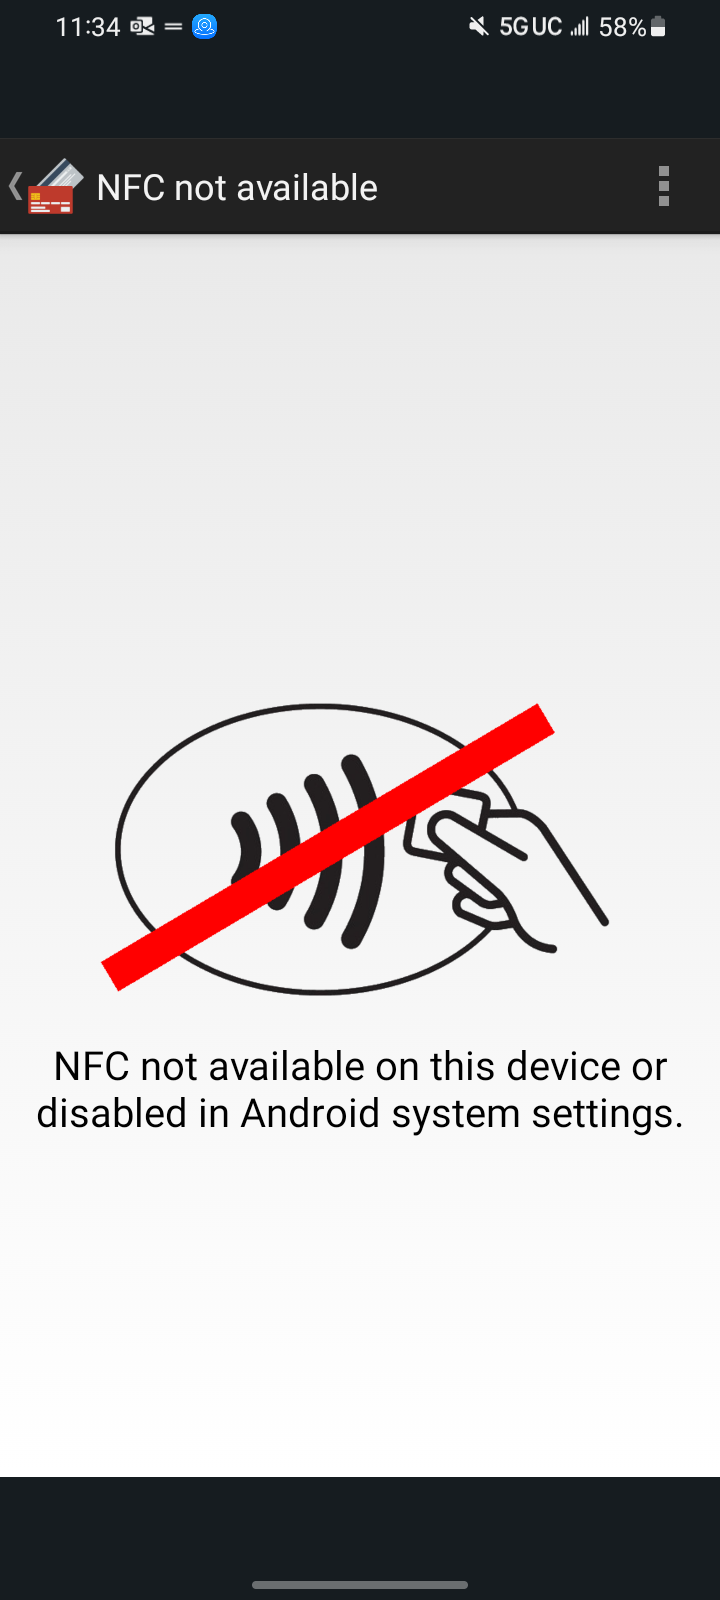 11:34 5G UC 58%
NFC not available
NFC not available on this device or
disabled in Android system settings.